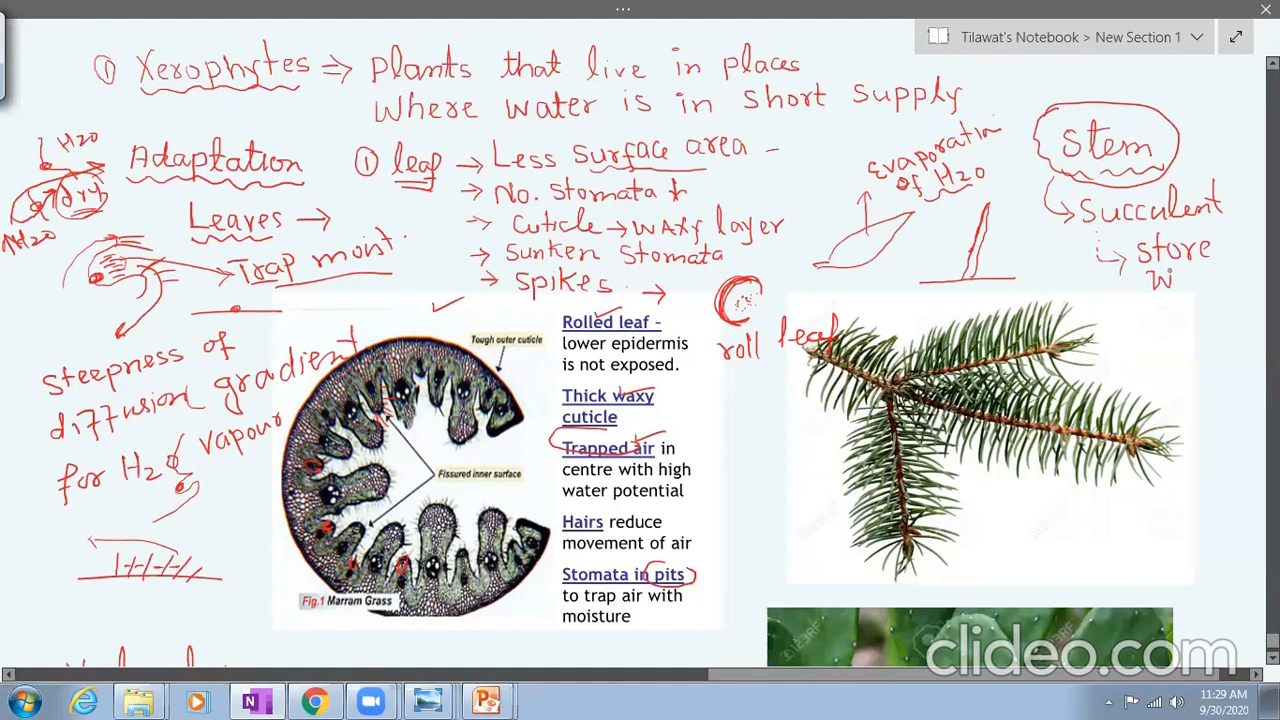 Tilawat's Notebook > New Section 1
① Xerophytes ⇒ Plants that live in places
where water is in short supply
H2O
Adaptation
① leaf → Less surface area -
→ No. Stomata ↓
→ Cuticle → waxy layer
→ Sunken Stomata
→ Spikes →
Evaporation
of H2O
Stem
Succulent
→ store
Wi
dry
H2O
Leaves →
Trap moist.
roll leaf
Steepness of
diffusion gradient
for H2O vapour
Tough outer cuticle
Fissured inner surface
Fig.1 Marram Grass
Rolled leaf -
lower epidermis
is not exposed.
Thick waxy
cuticle
Trapped air in
centre with high
water potential
Hairs reduce
movement of air
Stomata in pits
to trap air with
moisture
clideo.com
11:29 AM
9/30/2020